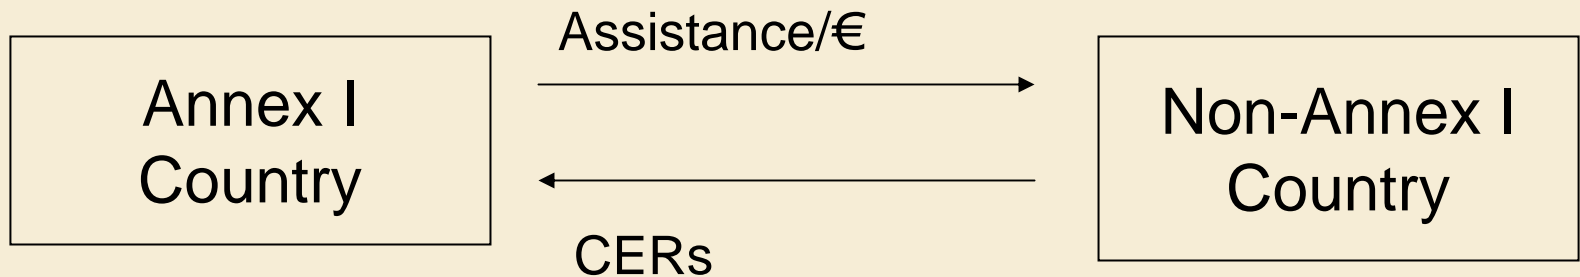 Assistance/€
Annex I
Country
Non-Annex I
Country
CERs